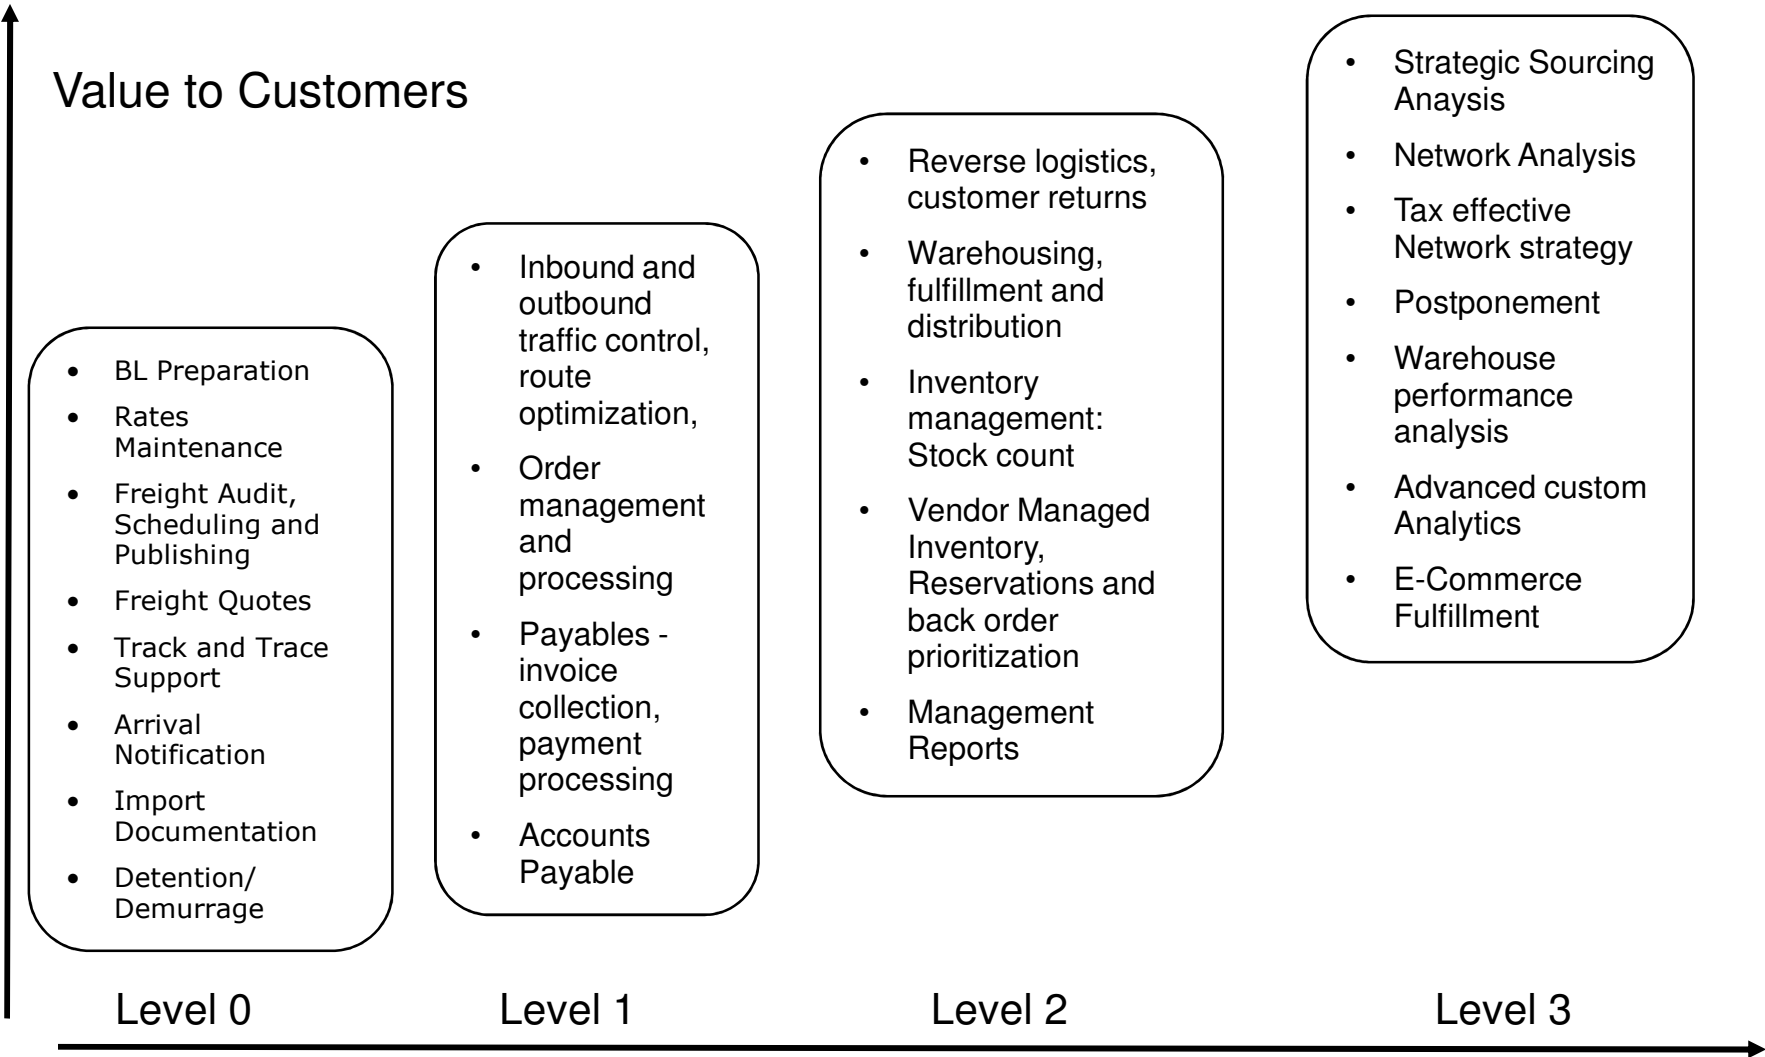 Value to Customers
• BL Preparation
• Rates
Maintenance
• Freight Audit,
Scheduling and
Publishing
• Freight Quotes
• Track and Trace
Support
• Arrival
Notification
• Import
Documentation
• Detention/
Demurrage
• Inbound and
outbound
traffic control,
route
optimization,
• Order
management
and
processing
• Payables -
invoice
collection,
payment
processing
• Accounts
Payable
• Reverse logistics,
customer returns
• Warehousing,
fulfillment and
distribution
• Inventory
management:
Stock count
• Vendor Managed
Inventory,
Reservations and
back order
prioritization
• Management
Reports
• Strategic Sourcing
Anaysis
• Network Analysis
• Tax effective
Network strategy
• Postponement
• Warehouse
performance
analysis
• Advanced custom
Analytics
• E-Commerce
Fulfillment
Level 0
Level 1
Level 2
Level 3